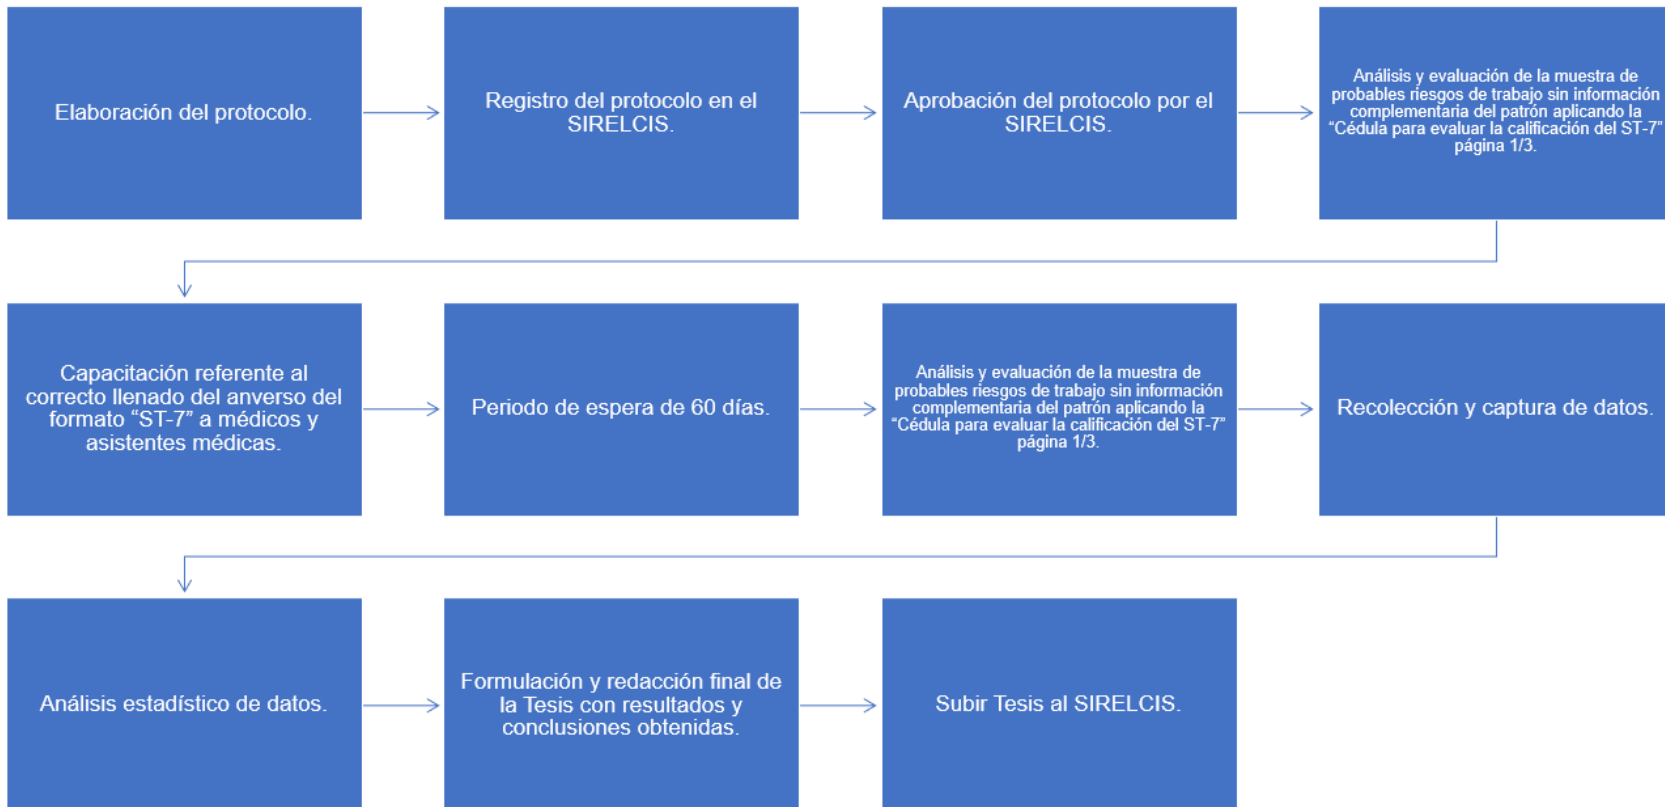 Elaboración del protocolo.
Registro del protocolo en el
SIRELCIS.
Aprobación del protocolo por el
SIRELCIS.
Análisis y evaluación de la muestra de
probables riesgos de trabajo sin información
complementaria del patrón aplicando la
“Cédula para evaluar la calificación del ST-7”
página 1/3.
Capacitación referente al
correcto llenado del anverso del
formato “ST-7” a médicos y
asistentes médicas.
Periodo de espera de 60 días.
Análisis y evaluación de la muestra de
probables riesgos de trabajo sin información
complementaria del patrón aplicando la
“Cédula para evaluar la calificación del ST-7”
página 1/3.
Recolección y captura de datos.
Análisis estadístico de datos.
Formulación y redacción final de
la Tesis con resultados y
conclusiones obtenidas.
Subir Tesis al SIRELCIS.